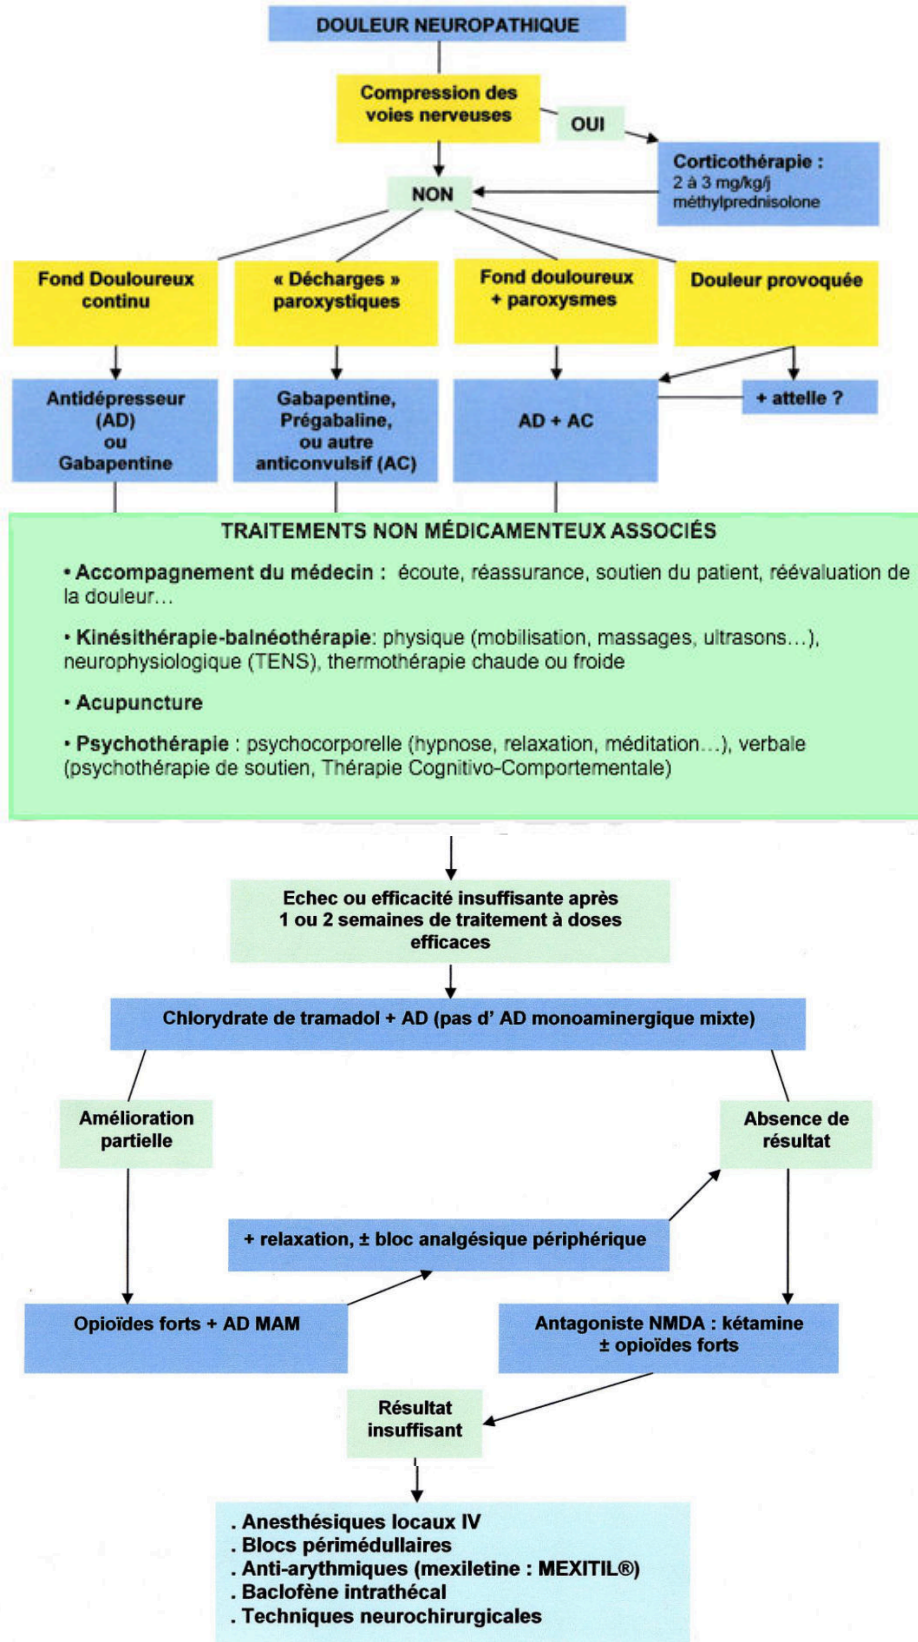 DOULEUR NEUROPATHIQUE
Compression des
voies nerveuses
OUI
Corticothérapie :
2 à 3 mg/kg/j
méthylprednisolone
NON
Fond Douloureux
continu
« Décharges »
paroxystiques
Fond douloureux
+ paroxysmes
Douleur provoquée
Antidépresseur
(AD)
ou
Gabapentine
Gabapentine,
Prégabaline,
ou autre
anticonvulsif (AC)
AD + AC
+ attelle ?
TRAITEMENTS NON MÉDICAMENTEUX ASSOCIÉS
• Accompagnement du médecin : écoute, réassurance, soutien du patient, réévaluation de
la douleur…
• Kinésithérapie-balnéothérapie: physique (mobilisation, massages, ultrasons…),
neurophysiologique (TENS), thermothérapie chaude ou froide
• Acupuncture
• Psychothérapie : psychocorporelle (hypnose, relaxation, méditation…), verbale
(psychothérapie de soutien, Thérapie Cognitivo-Comportementale)
Echec ou efficacité insuffisante après
1 ou 2 semaines de traitement à doses
efficaces
Chlorydrate de tramadol + AD (pas d' AD monoaminergique mixte)
Amélioration
partielle
Absence de
résultat
+ relaxation, ± bloc analgésique périphérique
Opioïdes forts + AD MAM
Antagoniste NMDA : kétamine
± opioïdes forts
Résultat
insuffisant
. Anesthésiques locaux IV
. Blocs périmédullaires
. Anti-arythmiques (mexiletine : MEXITIL®)
. Baclofène intrathécal
. Techniques neurochirurgicales